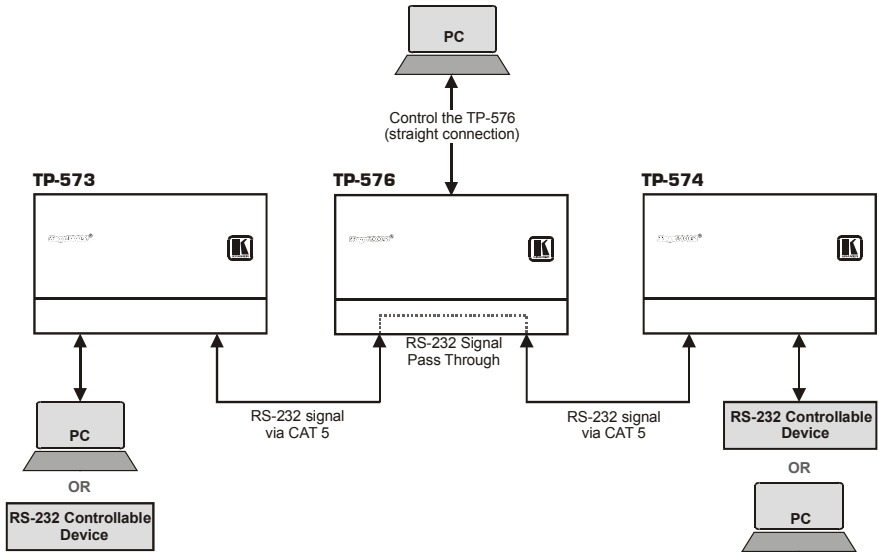 PC
Control the TP-576
(straight connection)
TP-573
TP-576
TP-574
K
K
K
RS-232 Signal
Pass Through
RS-232 signal
via CAT 5
RS-232 signal
via CAT 5
PC
OR
RS-232 Controllable
Device
RS-232 Controllable
Device
OR
PC